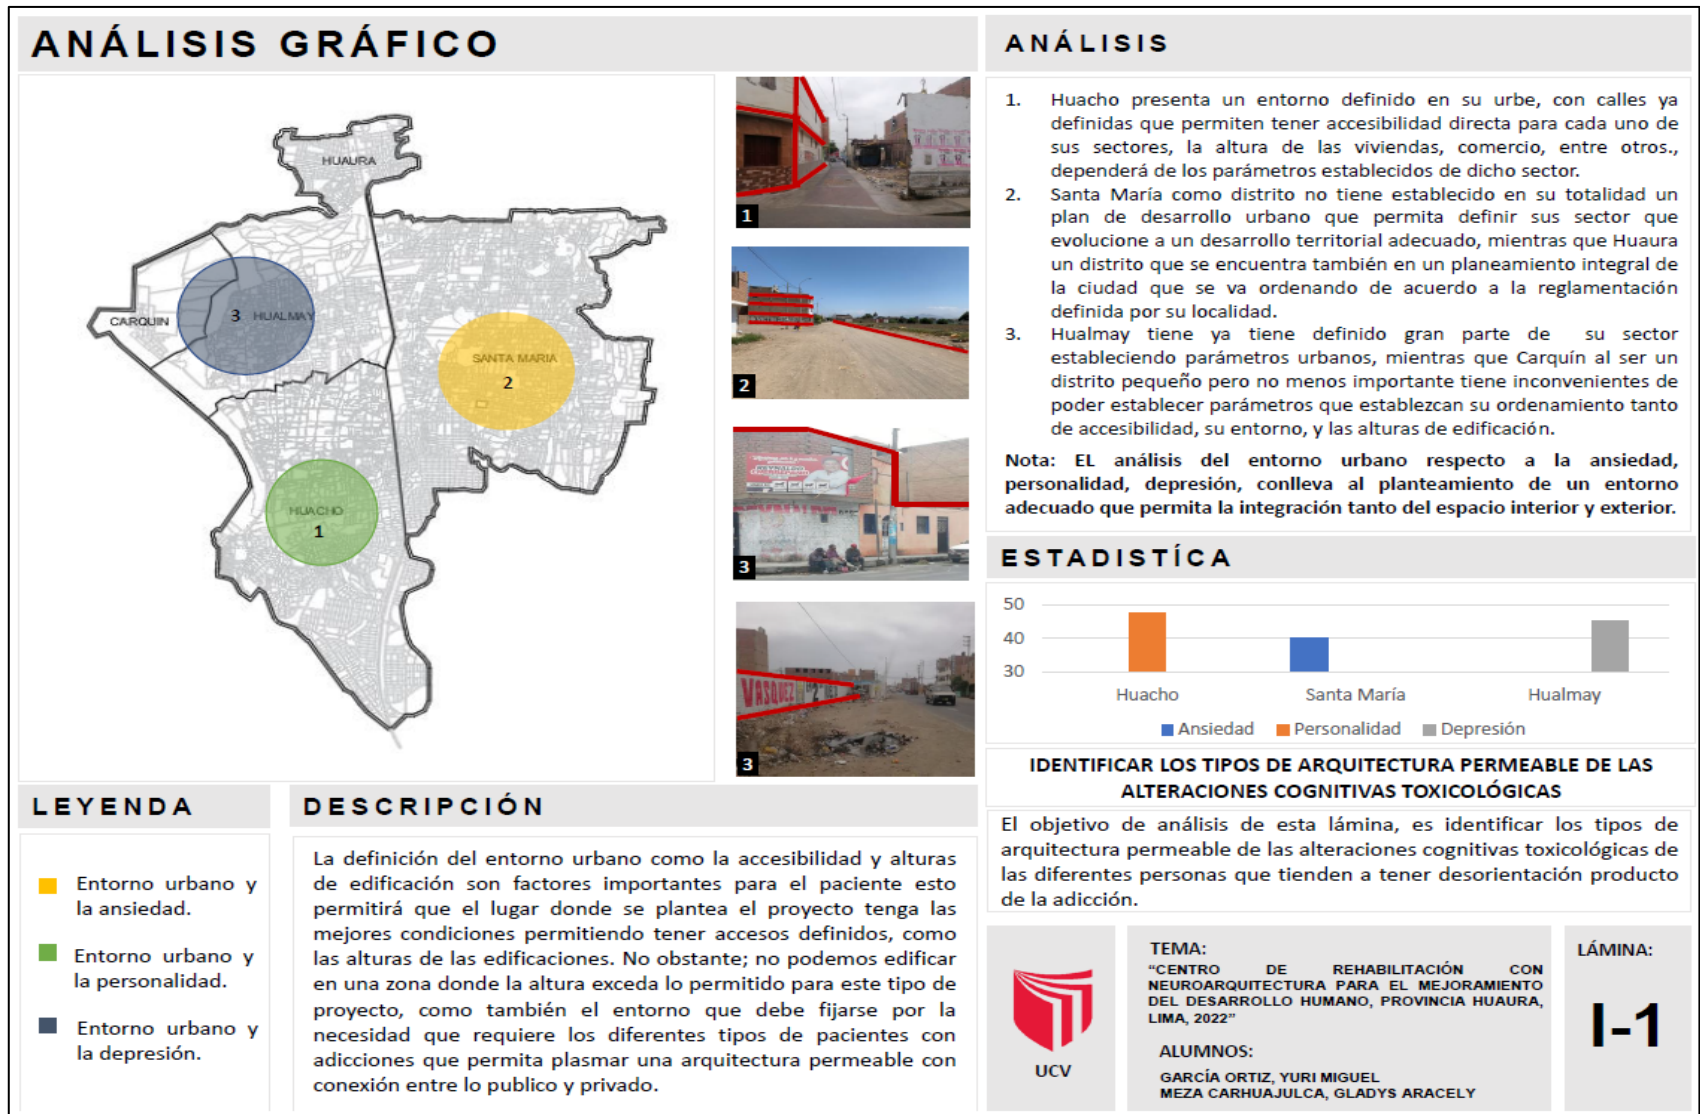 ANÁLISIS GRÁFICO
HUAURA
CARQUIN
3 HUALMAY
SANTA MARIA
2
HUACHO
1
1
2
3
VASQUEZ
3
ANÁLISIS
1. Huacho presenta un entorno definido en su urbe, con calles ya
definidas que permiten tener accesibilidad directa para cada uno de
sus sectores, la altura de las viviendas, comercio, entre otros.,
dependerá de los parámetros establecidos de dicho sector.
2. Santa María como distrito no tiene establecido en su totalidad un
plan de desarrollo urbano que permita definir sus sector que
evolucione a un desarrollo territorial adecuado, mientras que Huaura
un distrito que se encuentra también en un planeamiento integral de
la ciudad que se va ordenando de acuerdo a la reglamentación
definida por su localidad.
3. Hualmay tiene ya tiene definido gran parte de su sector
estableciendo parámetros urbanos, mientras que Carquín al ser un
distrito pequeño pero no menos importante tiene inconvenientes de
poder establecer parámetros que establezcan su ordenamiento tanto
de accesibilidad, su entorno, y las alturas de edificación.
Nota: EL análisis del entorno urbano respecto a la ansiedad,
personalidad, depresión, conlleva al planteamiento de un entorno
adecuado que permita la integración tanto del espacio interior y exterior.
ESTADISTÍCA
50
40
30
Huacho Santa María Hualmay
Ansiedad Personalidad Depresión
IDENTIFICAR LOS TIPOS DE ARQUITECTURA PERMEABLE DE LAS
ALTERACIONES COGNITIVAS TOXICOLÓGICAS
El objetivo de análisis de esta lámina, es identificar los tipos de
arquitectura permeable de las alteraciones cognitivas toxicológicas de
las diferentes personas que tienden a tener desorientación producto
de la adicción.
LEYENDA
Entorno urbano y
la ansiedad.
Entorno urbano y
la personalidad.
Entorno urbano y
la depresión.
DESCRIPCIÓN
La definición del entorno urbano como la accesibilidad y alturas
de edificación son factores importantes para el paciente esto
permitirá que el lugar donde se plantea el proyecto tenga las
mejores condiciones permitiendo tener accesos definidos, como
las alturas de las edificaciones. No obstante; no podemos edificar
en una zona donde la altura exceda lo permitido para este tipo de
proyecto, como también el entorno que debe fijarse por la
necesidad que requiere los diferentes tipos de pacientes con
adicciones que permita plasmar una arquitectura permeable con
conexión entre lo publico y privado.
UCV
TEMA:
“CENTRO DE REHABILITACIÓN CON
NEUROARQUITECTURA PARA EL MEJORAMIENTO
DEL DESARROLLO HUMANO, PROVINCIA HUAURA,
LIMA, 2022”
ALUMNOS:
GARCÍA ORTIZ, YURI MIGUEL
MEZA CARHUAJULCA, GLADYS ARACELY
LÁMINA:
I-1